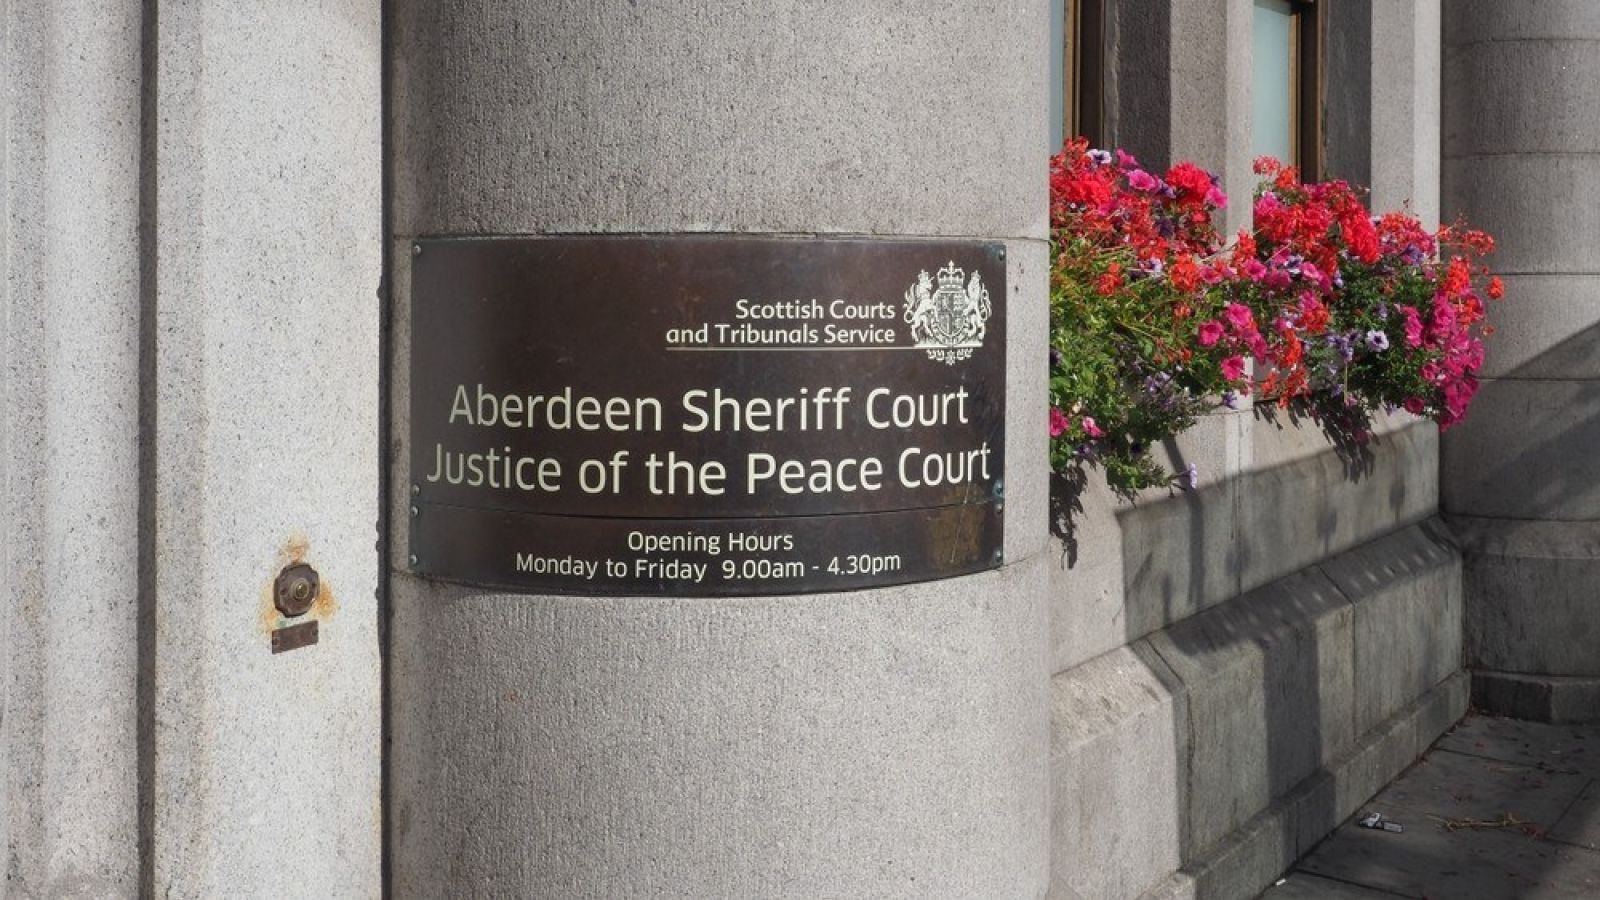 Scottish Courts
and Tribunals Service
Aberdeen Sheriff Court
Justice of the Peace Court
Opening Hours
Monday to Friday 9.00am - 4.30pm